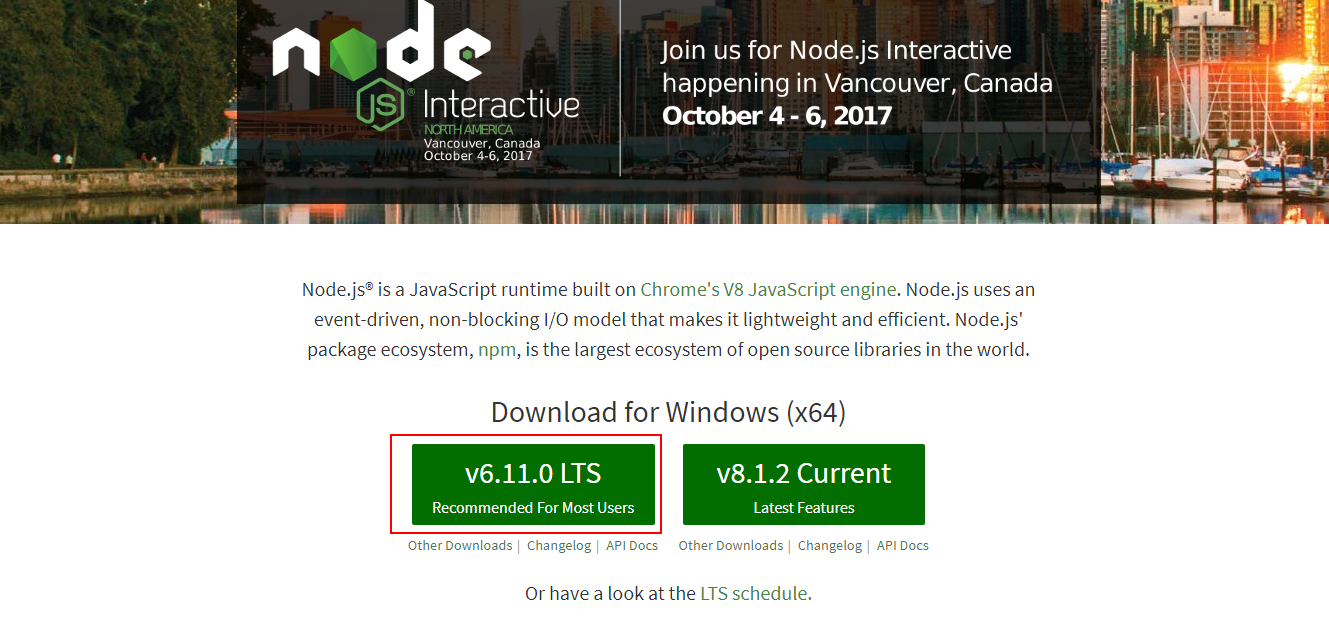 node
JS ® Interactive
NORTH AMERICA
Vancouver, Canada
October 4-6, 2017
Join us for Node.js Interactive
happening in Vancouver, Canada
October 4 - 6, 2017
Node.js® is a JavaScript runtime built on Chrome's V8 JavaScript engine. Node.js uses an
event-driven, non-blocking I/O model that makes it lightweight and efficient. Node.js'
package ecosystem, npm, is the largest ecosystem of open source libraries in the world.
Download for Windows (x64)
v6.11.0 LTS
Recommended For Most Users
Other Downloads | Changelog | API Docs
v8.1.2 Current
Latest Features
Other Downloads | Changelog | API Docs
Or have a look at the LTS schedule.